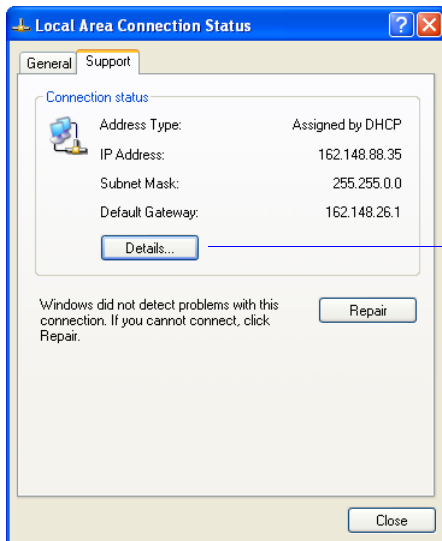 Local Area Connection Status
General Support
Connection status
Address Type: Assigned by DHCP
IP Address: 162.148.88.35
Subnet Mask: 255.255.0.0
Default Gateway: 162.148.26.1
Details...
Windows did not detect problems with this
connection. If you cannot connect, click
Repair.
Repair
Close